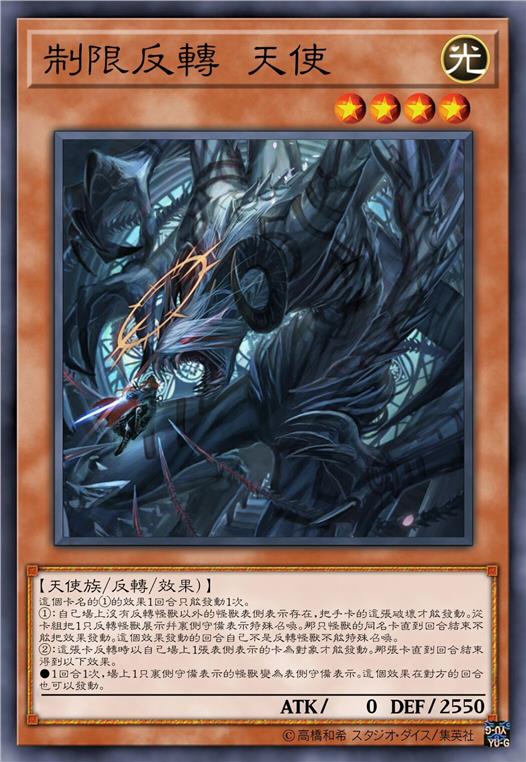 制限反轉 天使
光
【天使族/反轉/效果)】
這個卡名的①的效果1回合只能發動1次。
①:自己場上沒有反轉怪獸以外的怪獸表側表示存在,把手卡的這張破壞才能發動。從
卡組把1只反轉怪獸展示并裏側守備表示特殊召喚。那只怪獸的同名卡直到回合結束不
能把效果發動。這個效果發動的回合自己不是反轉怪獸不能特殊召喚。
②:這張卡反轉時以自己場上1張表側表示的卡為對象才能發動。那張卡直到回合結束
得到以下效果。
●1回合1次,場上1只裏側守備表示的怪獸變為表側守備表示。這個效果在對方的回合
也可以發動。
ATK/ 0 DEF/2550
©高橋和希 スタジオ・ダイス/集英社
YU-G
YU-G